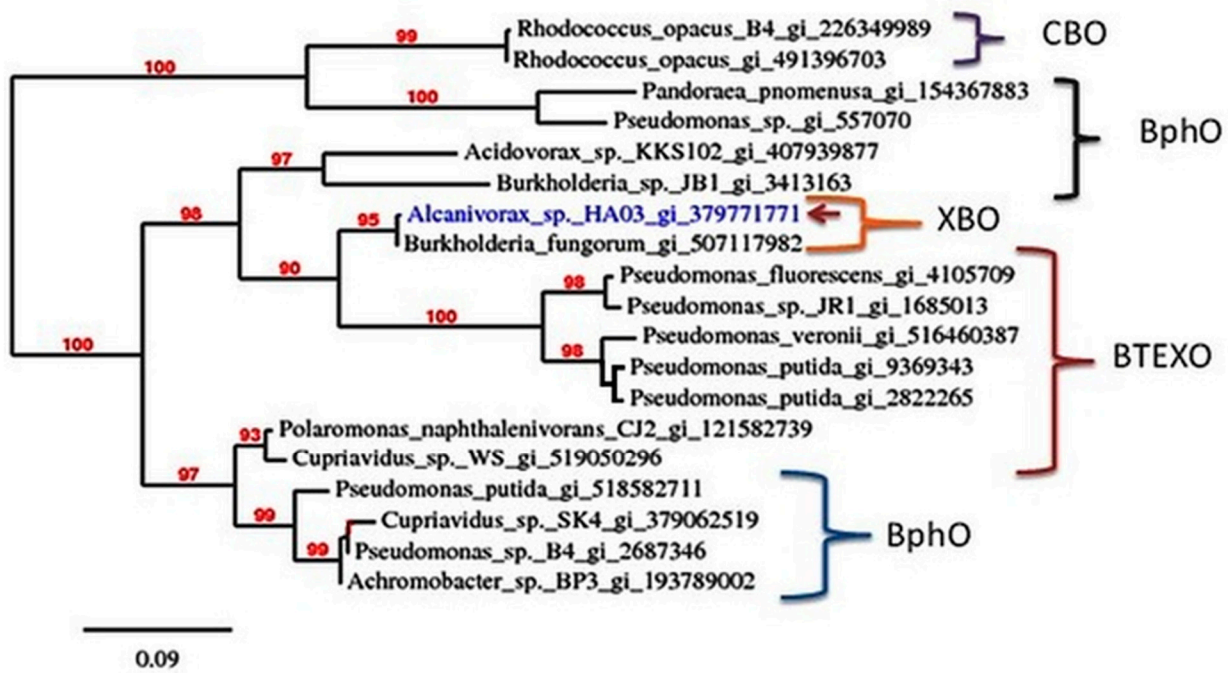 99
Rhodococcus_opacus_B4_gi_226349989
CBO
Rhodococcus_opacus_gi_491396703
100
100
Pandoraea_pnomenusa_gi_154367883
Pseudomonas_sp._gi_557070
BphO
97
Acidovorax_sp._KKS102_gi_407939877
Burkholderia_sp._JB1_gi_3413163
98
95
Alcanivorax_sp._HA03_gi_379771771
XBO
Burkholderia_fungorum_gi_507117982
90
98
Pseudomonas_fluorescens_gi_4105709
Pseudomonas_sp._JR1_gi_1685013
100
100
98
Pseudomonas_veronii_gi_516460387
BTEXO
Pseudomonas_putida_gi_9369343
Pseudomonas_putida_gi_2822265
93
Polaromonas_naphthalenivorans_CJ2_gi_121582739
Cupriavidus_sp._WS_gi_519050296
97
Pseudomonas_putida_gi_518582711
99
Cupriavidus_sp._SK4_gi_379062519
BphO
99
Pseudomonas_sp._B4_gi_2687346
Achromobacter_sp._BP3_gi_193789002
0.09